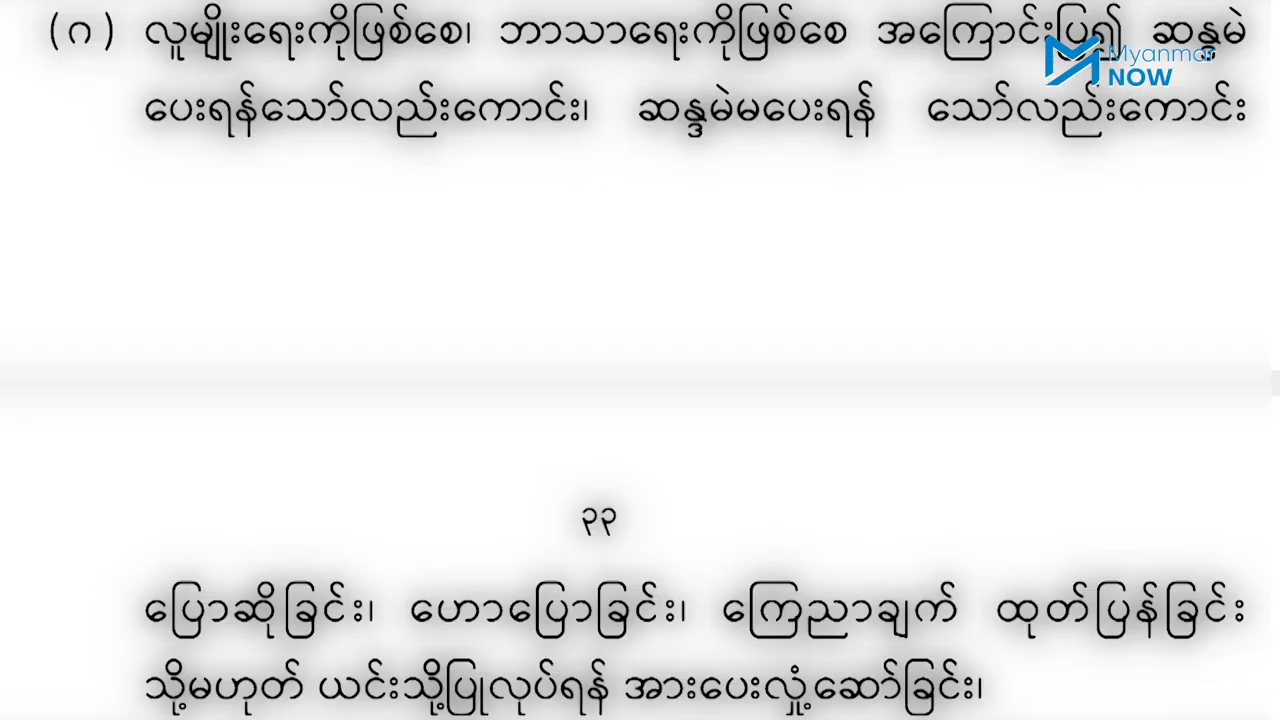 (ဂ) လူမျိုးရေးကိုဖြစ်စေ၊ ဘာသာရေးကိုဖြစ်စေ အကြောင်းပြ၍ ဆန္ဒမဲ
Myanmar
NOW
ပေးရန်သော်လည်းကောင်း၊ ဆန္ဒမဲမပေးရန် သော်လည်းကောင်း
၃၃
ပြောဆိုခြင်း၊ ဟောပြောခြင်း၊ ကြေညာချက် ထုတ်ပြန်ခြင်း
သို့မဟုတ် ယင်းသို့ပြုလုပ်ရန် အားပေးလှုံ့ဆော်ခြင်း၊